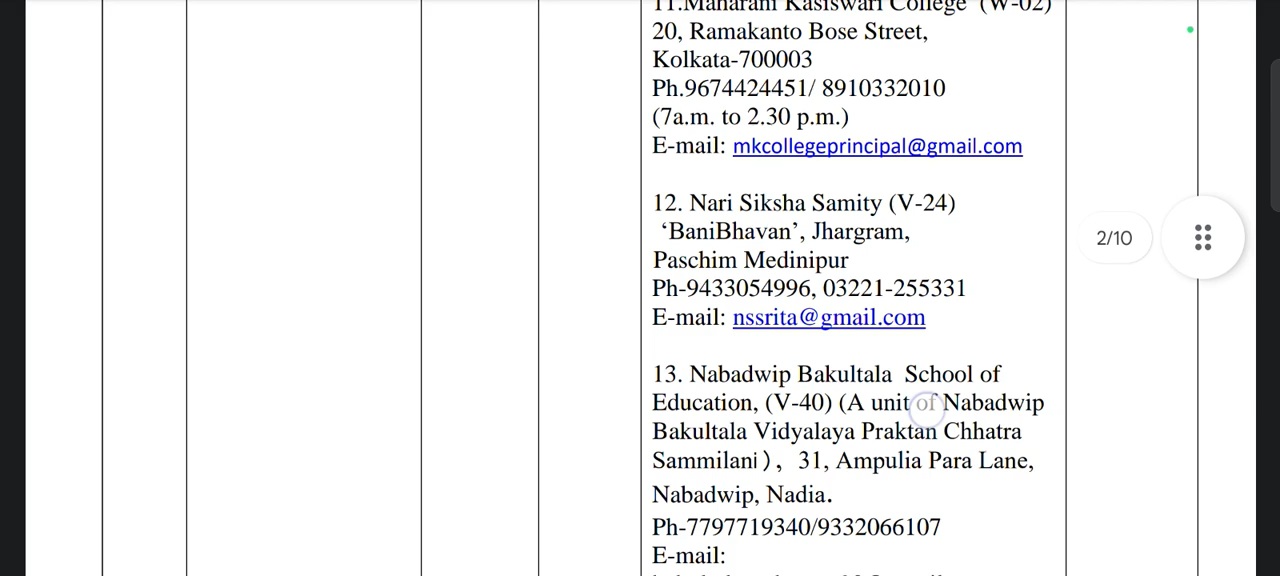 11.Maharani Kasiswari College (W-02)
20, Ramakanto Bose Street,
Kolkata-700003
Ph.9674424451/ 8910332010
(7a.m. to 2.30 p.m.)
E-mail: mkcollegeprincipal@gmail.com
12. Nari Siksha Samity (V-24)
‘BaniBhavan’, Jhargram,
Paschim Medinipur
Ph-9433054996, 03221-255331
E-mail: nssrita@gmail.com
2/10
13. Nabadwip Bakultala School of
Education, (V-40) (A unit of Nabadwip
Bakultala Vidyalaya Praktan Chhatra
Sammilani), 31, Ampulia Para Lane,
Nabadwip, Nadia.
Ph-7797719340/9332066107
E-mail: